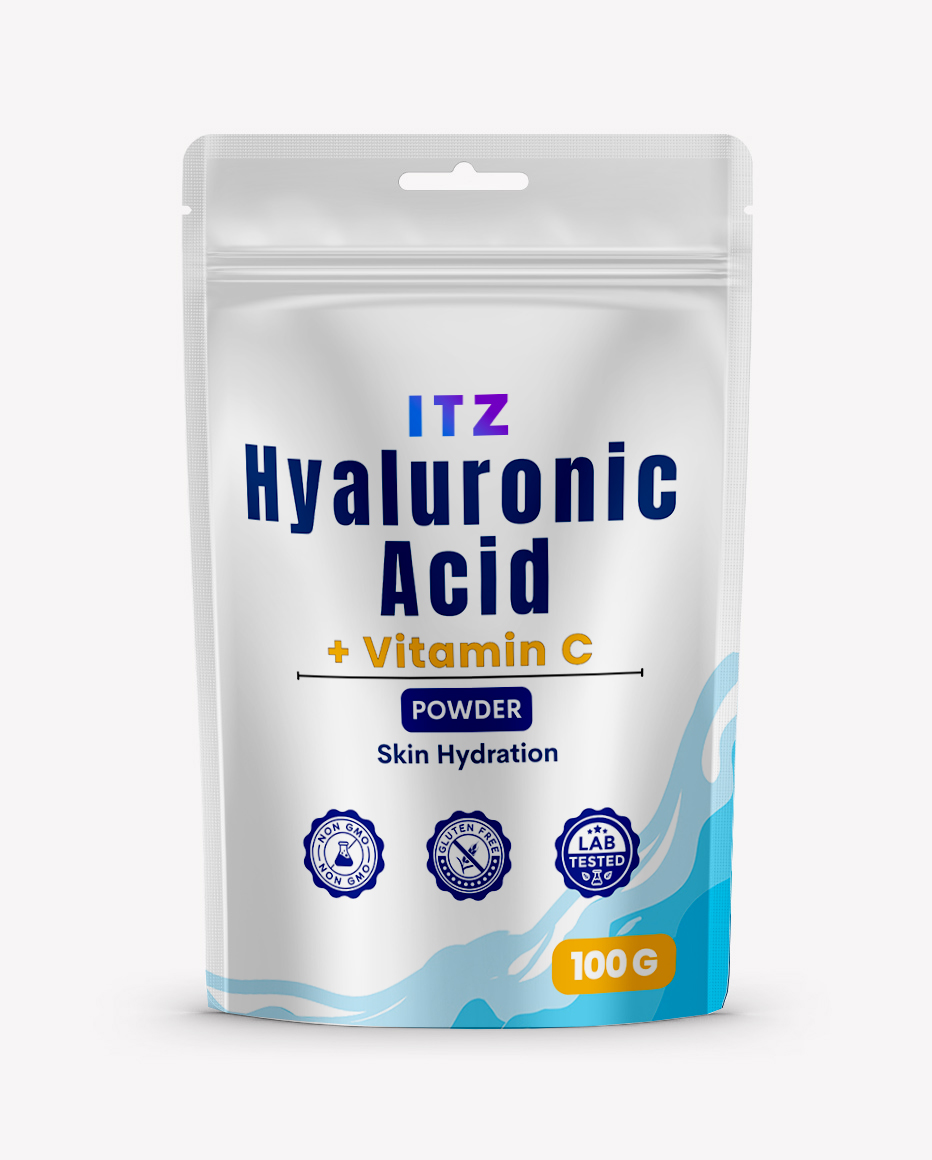 ITZ
Hyaluronic
Acid
+ Vitamin C
POWDER
Skin Hydration
NON GMO
NON GMO
GLUTEN FREE
LAB
TESTED
100 G